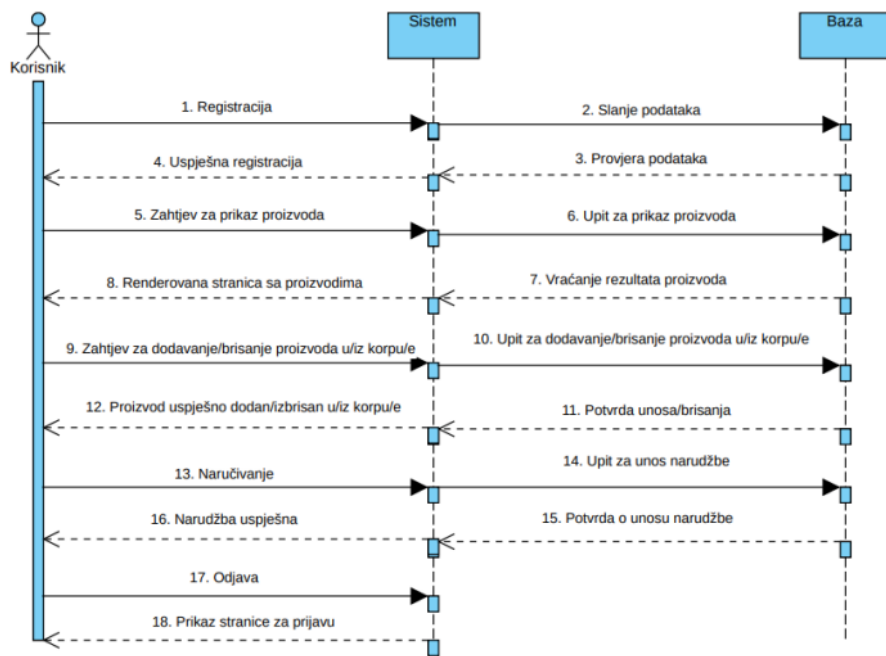 Sistem
Baza
Korisnik
1. Registracija
2. Slanje podataka
3. Provjera podataka
4. Uspješna registracija
5. Zahtjev za prikaz proizvoda
6. Upit za prikaz proizvoda
7. Vraćanje rezultata proizvoda
8. Renderovana stranica sa proizvodima
9. Zahtjev za dodavanje/brisanje proizvoda u/iz korpu/e
10. Upit za dodavanje/brisanje proizvoda u/iz korpu/e
11. Potvrda unosa/brisanja
12. Proizvod uspješno dodan/izbrisan u/iz korpu/e
13. Naručivanje
14. Upit za unos narudžbe
15. Potvrda o unosu narudžbe
16. Narudžba uspješna
17. Odjava
18. Prikaz stranice za prijavu